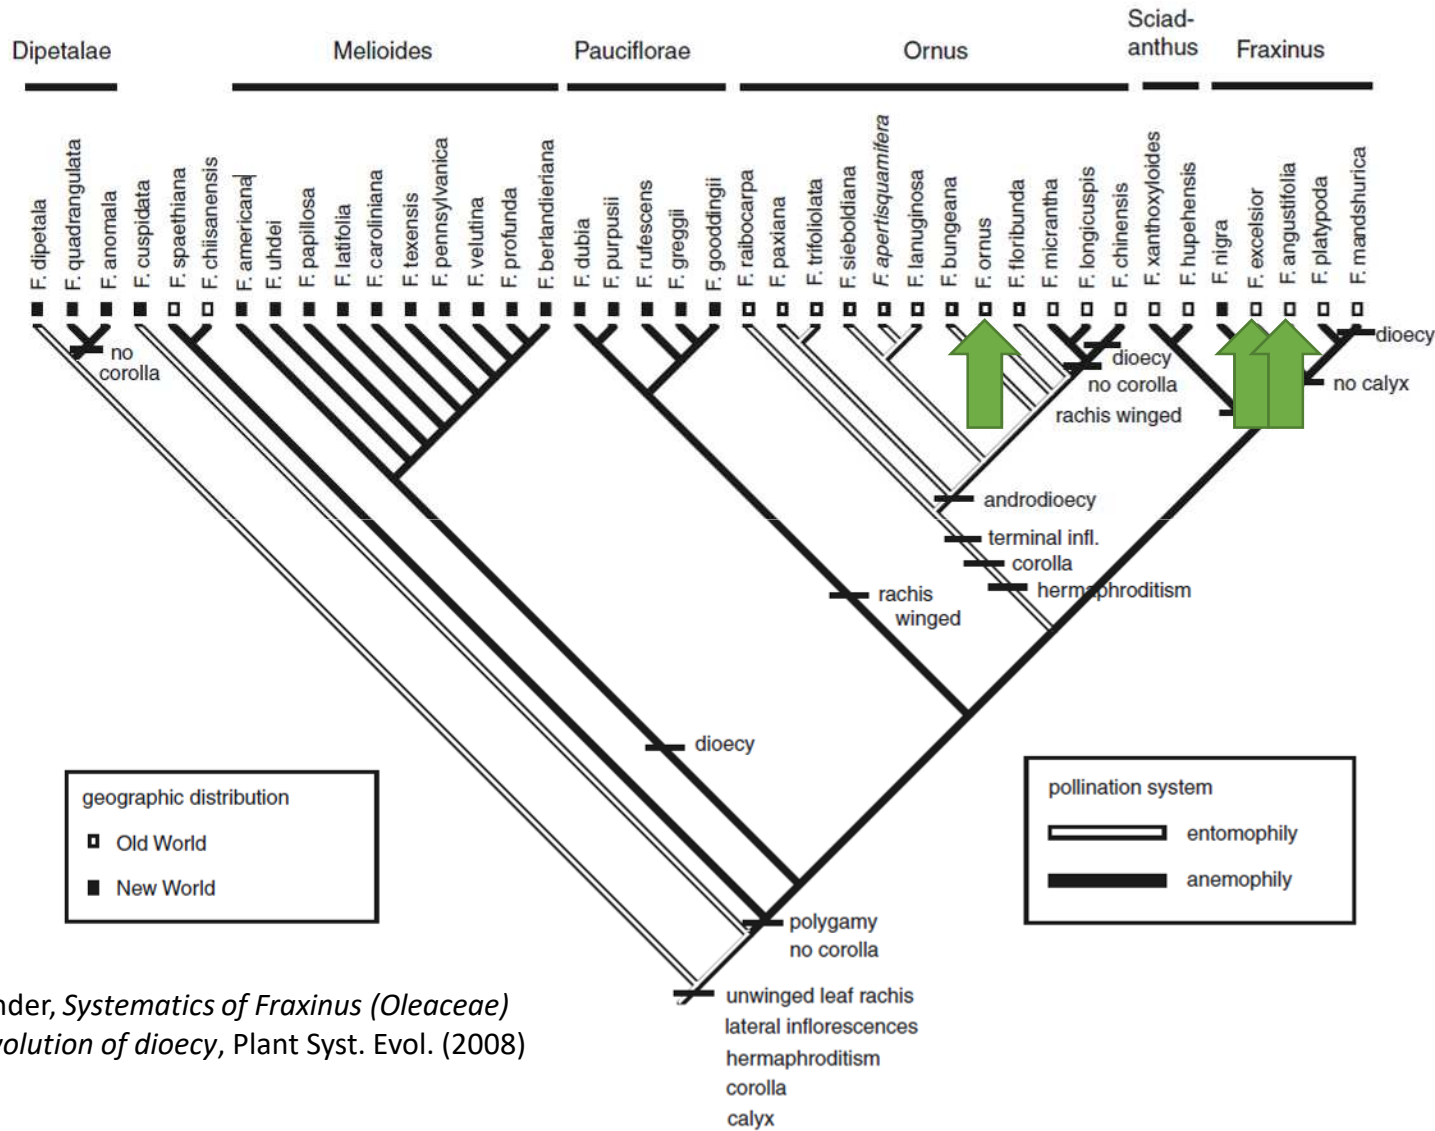 Dipetalae
Melioides
Pauciflorae
Ornus
Sciad-
anthus
Fraxinus
F. dipetala
F. quadrangulata
F. anomala
F. cuspidata
F. spaethiana
F. chiisanensis
F. americana
F. uhdei
F. papillosa
F. latifolia
F. caroliniana
F. texensis
F. pennsylvanica
F. velutina
F. profunda
F. berlandieriana
F. dubia
F. purpusii
F. rufescens
F. greggii
F. gooddingii
F. raibocarpa
F. paxiana
F. trifoliolata
F. sieboldiana
F. apertisquamifera
F. lanuginosa
F. bungeana
F. ornus
F. floribunda
F. micrantha
F. longicuspis
F. chinensis
F. xanthoxyloides
F. hupehensis
F. nigra
F. excelsior
F. angustifolia
F. platypoda
F. mandshurica
no
corolla
dioecy
dioecy
no corolla
no calyx
rachis winged
androdioecy
terminal infl.
corolla
hermaphroditism
rachis
winged
dioecy
geographic distribution
Old World
New World
pollination system
entomophily
anemophily
polygamy
no corolla
unwinged leaf rachis
lateral inflorescences
hermaphroditism
corolla
calyx
nder, Systematics of Fraxinus (Oleaceae)
volution of dioecy, Plant Syst. Evol. (2008)